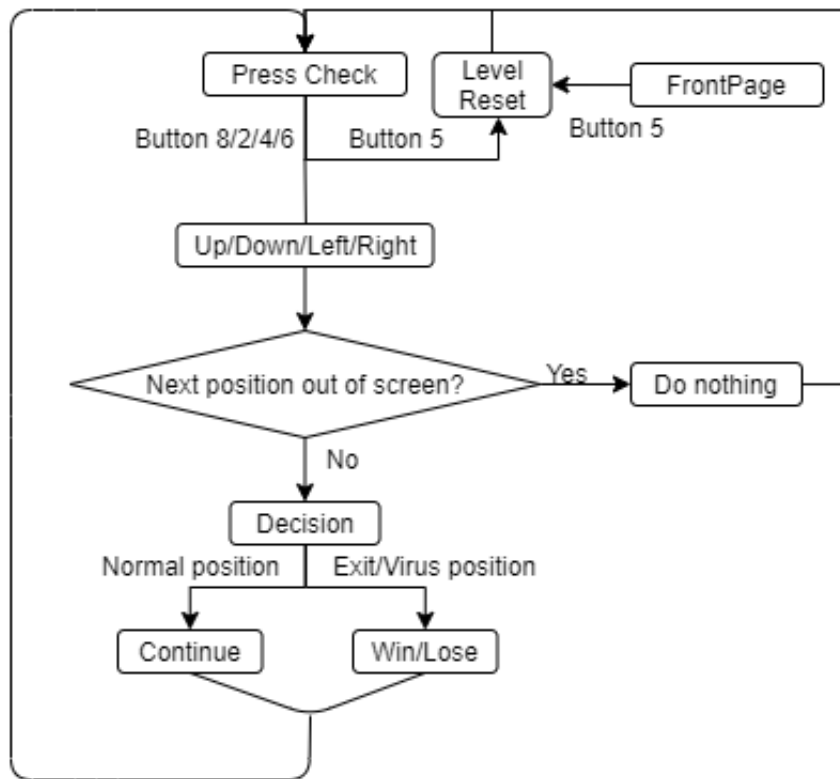 Press Check
Level
Reset
FrontPage
Button 8/2/4/6
Button 5
Button 5
Up/Down/Left/Right
Next position out of screen?
Yes
Do nothing
No
Decision
Normal position
Exit/Virus position
Continue
Win/Lose